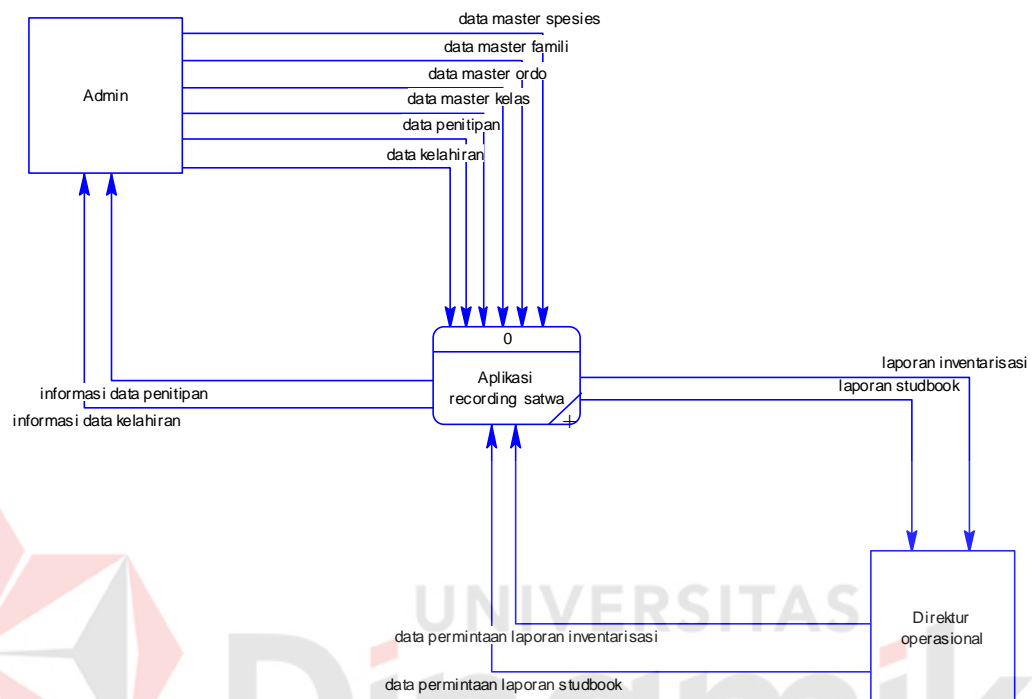 data master spesies
data master famili
data master ordo
data master kelas
data penitipan
data kelahiran
Admin
0
Aplikasi
recording satwa
informasi data penitipan
informasi data kelahiran
laporan inventarisasi
laporan studbook
Direktur
operasional
data permintaan laporan inventarisasi
data permintaan laporan studbook
UNIVERSITAS
Dinamik